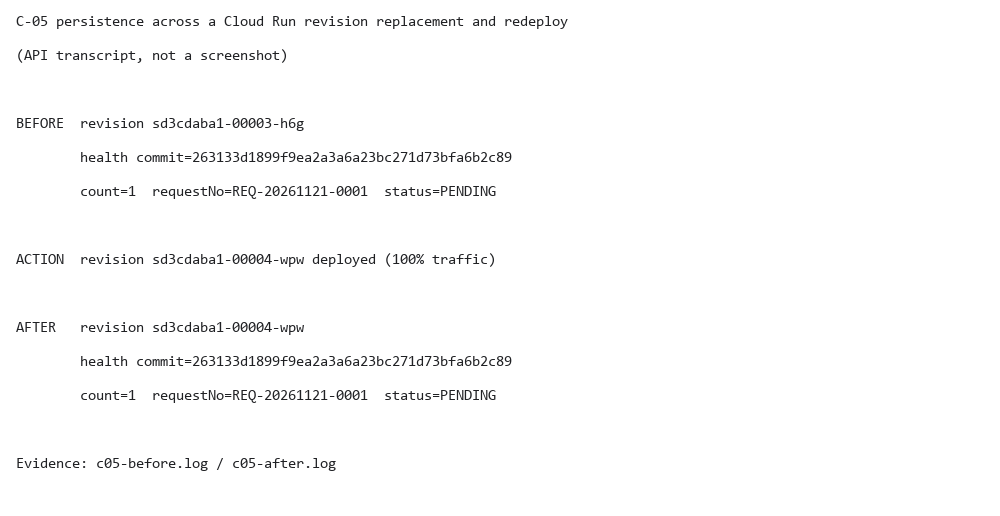 C-05 persistence across a Cloud Run revision replacement and redeploy
(API transcript, not a screenshot)
BEFORE  revision sd3cdaba1-00003-h6g
health commit=263133d1899f9ea2a3a6a23bc271d73bfa6b2c89
count=1  requestNo=REQ-20261121-0001  status=PENDING
ACTION  revision sd3cdaba1-00004-wpw deployed (100% traffic)
AFTER   revision sd3cdaba1-00004-wpw
health commit=263133d1899f9ea2a3a6a23bc271d73bfa6b2c89
count=1  requestNo=REQ-20261121-0001  status=PENDING
Evidence: c05-before.log / c05-after.log